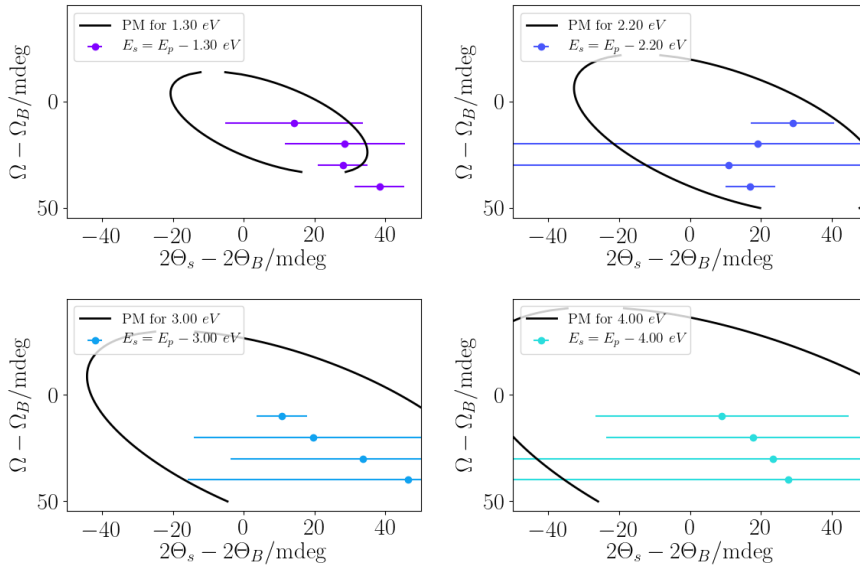 PM for 1.30 eV
E_s = E_p − 1.30 eV
Ω − Ω_B/mdeg
0
50
−40 −20 0 20 40
2Θ_s − 2Θ_B/mdeg
PM for 2.20 eV
E_s = E_p − 2.20 eV
Ω − Ω_B/mdeg
0
50
−40 −20 0 20 40
2Θ_s − 2Θ_B/mdeg
PM for 3.00 eV
E_s = E_p − 3.00 eV
Ω − Ω_B/mdeg
0
50
−40 −20 0 20 40
2Θ_s − 2Θ_B/mdeg
PM for 4.00 eV
E_s = E_p − 4.00 eV
Ω − Ω_B/mdeg
0
50
−40 −20 0 20 40
2Θ_s − 2Θ_B/mdeg